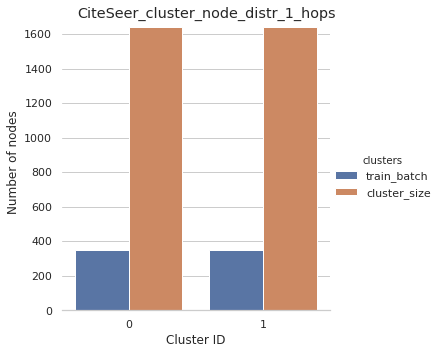 CiteSeer_cluster_node_distr_1_hops
1600
1400
1200
1000
800
600
400
200
0
Number of nodes
0 1
Cluster ID
clusters
train_batch
cluster_size